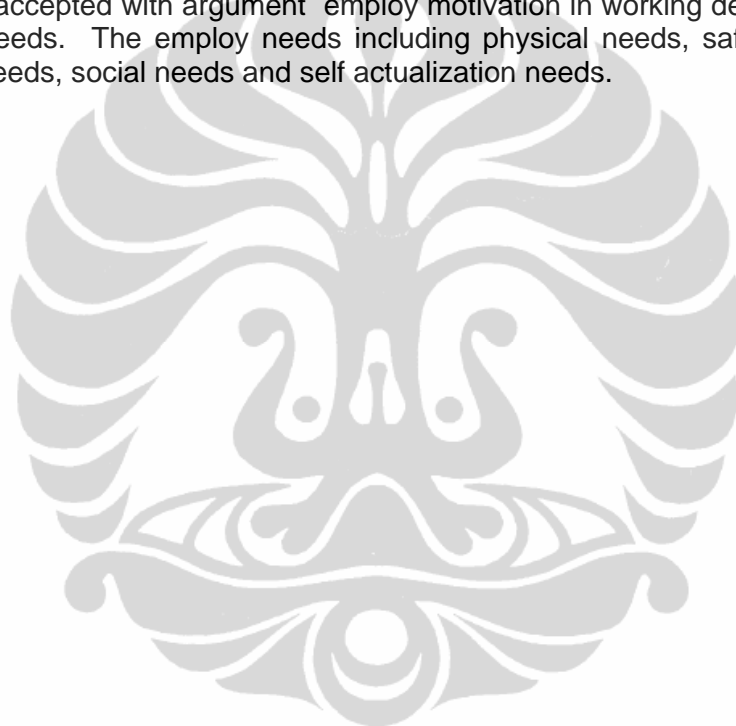 accepted with argument employ motivation in working de
eeds. The employ needs including physical needs, saf
eeds, social needs and self actualization needs.